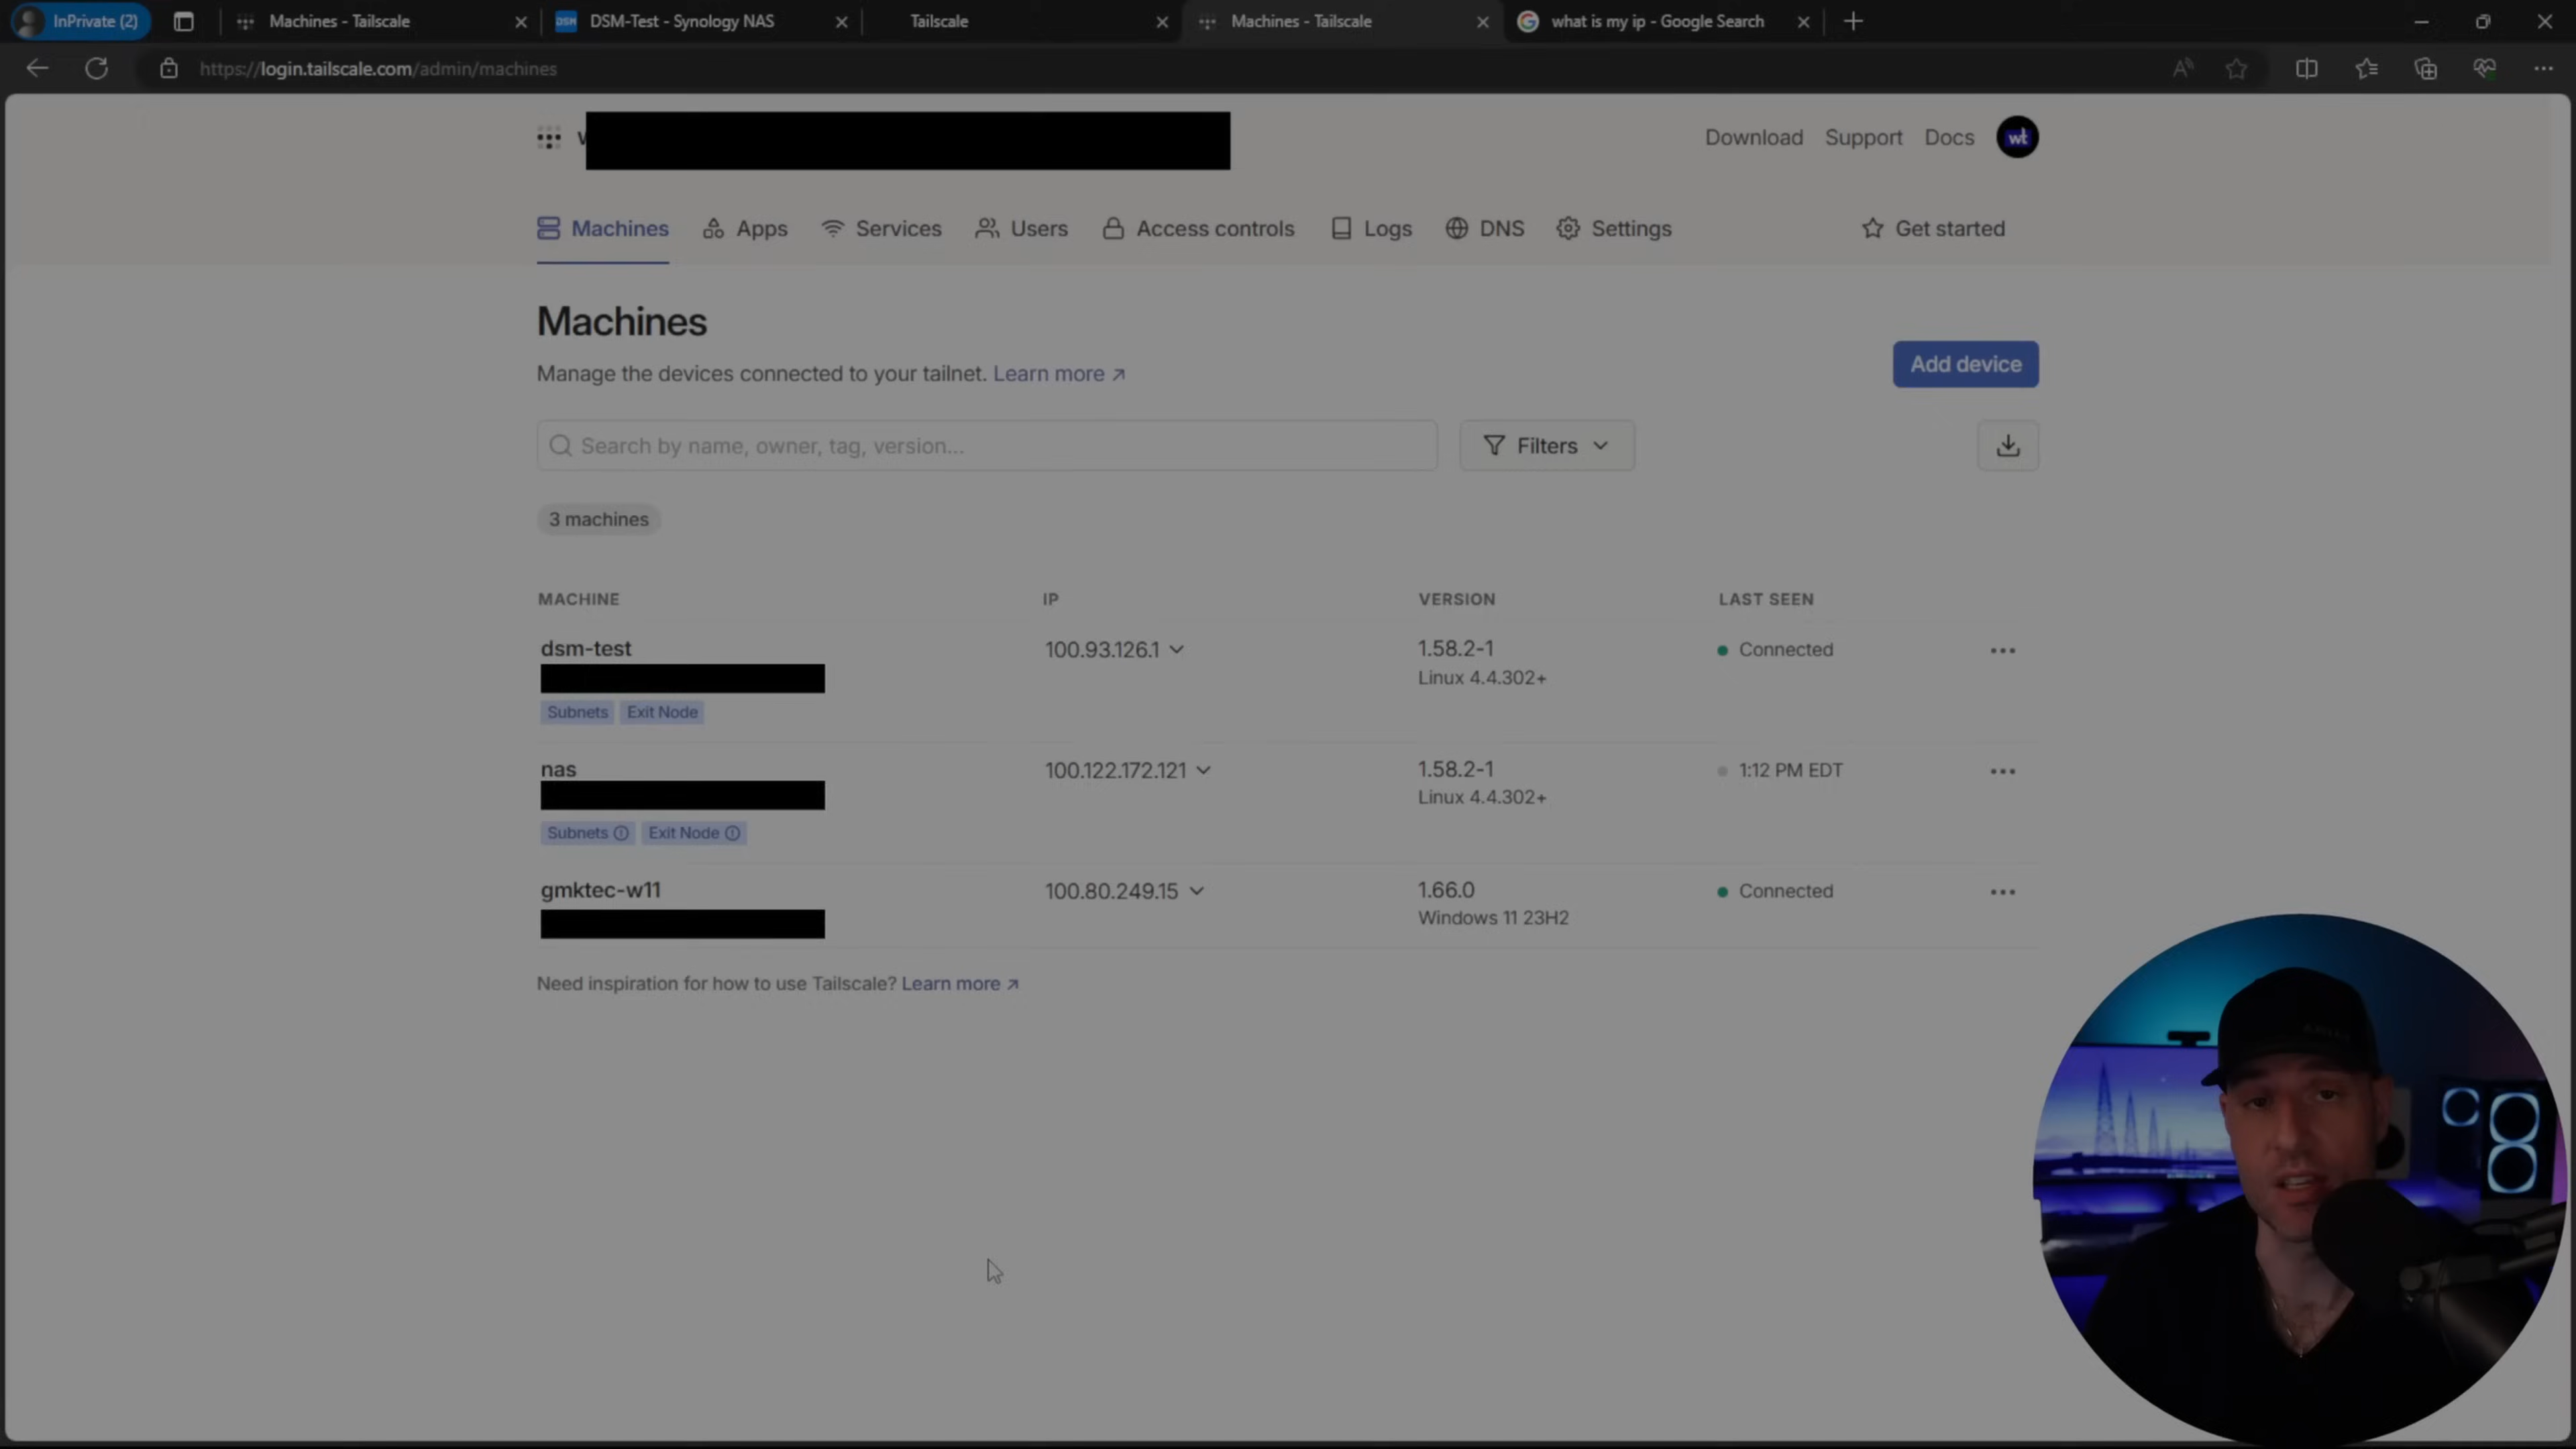 InPrivate (2) Machines - Tailscale DSM DSM-Test - Synology NAS Tailscale Machines - Tailscale what is my ip - Google Search
https://login.tailscale.com/admin/machines
Download Support Docs wt
Machines Apps Services Users Access controls Logs DNS Settings Get started
Machines
Manage the devices connected to your tailnet. Learn more ↗
Add device
Search by name, owner, tag, version...
Filters
3 machines
MACHINE IP VERSION LAST SEEN
dsm-test 100.93.126.1 1.58.2-1 Connected
Linux 4.4.302+
Subnets Exit Node
nas 100.122.172.121 1.58.2-1 1:12 PM EDT
Linux 4.4.302+
Subnets Exit Node
gmktec-w11 100.80.249.15 1.66.0 Connected
Windows 11 23H2
Need inspiration for how to use Tailscale? Learn more ↗